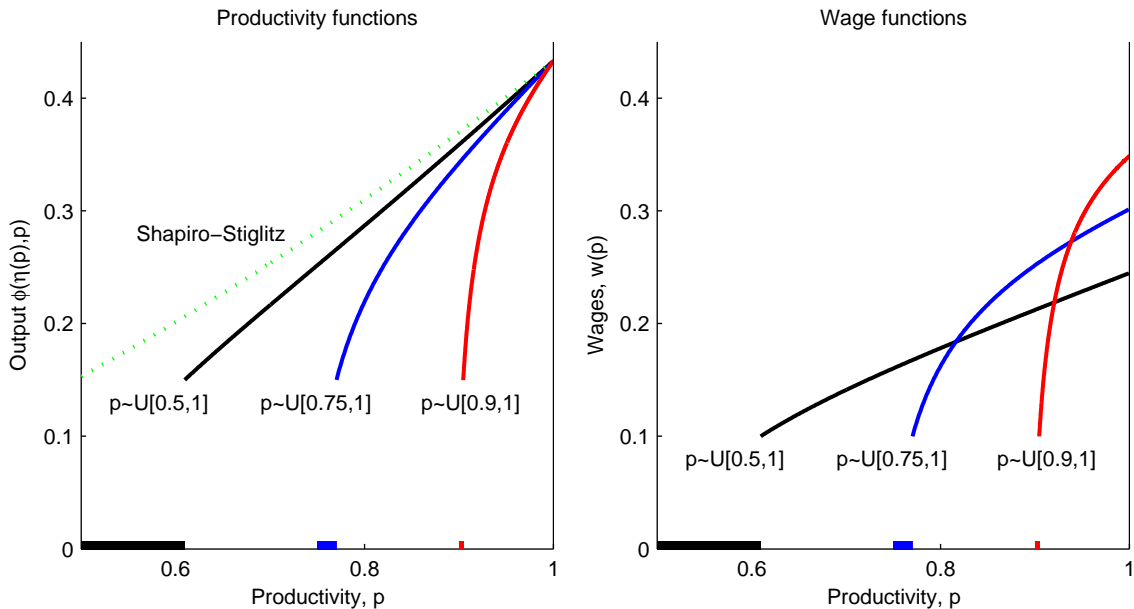 Productivity functions
Output ϕ(η(p),p)
0.4
0.3
0.2
0.1
0
Shapiro−Stiglitz
p~U[0.5,1]
p~U[0.75,1]
p~U[0.9,1]
0.6
0.8
1
Productivity, p
Wage functions
Wages, w(p)
0.4
0.3
0.2
0.1
0
p~U[0.5,1]
p~U[0.75,1]
p~U[0.9,1]
0.6
0.8
1
Productivity, p